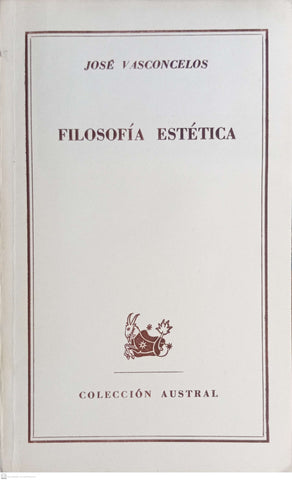 JOSÉ VASCONCELOS
FILOSOFÍA ESTÉTICA
COLECCIÓN AUSTRAL